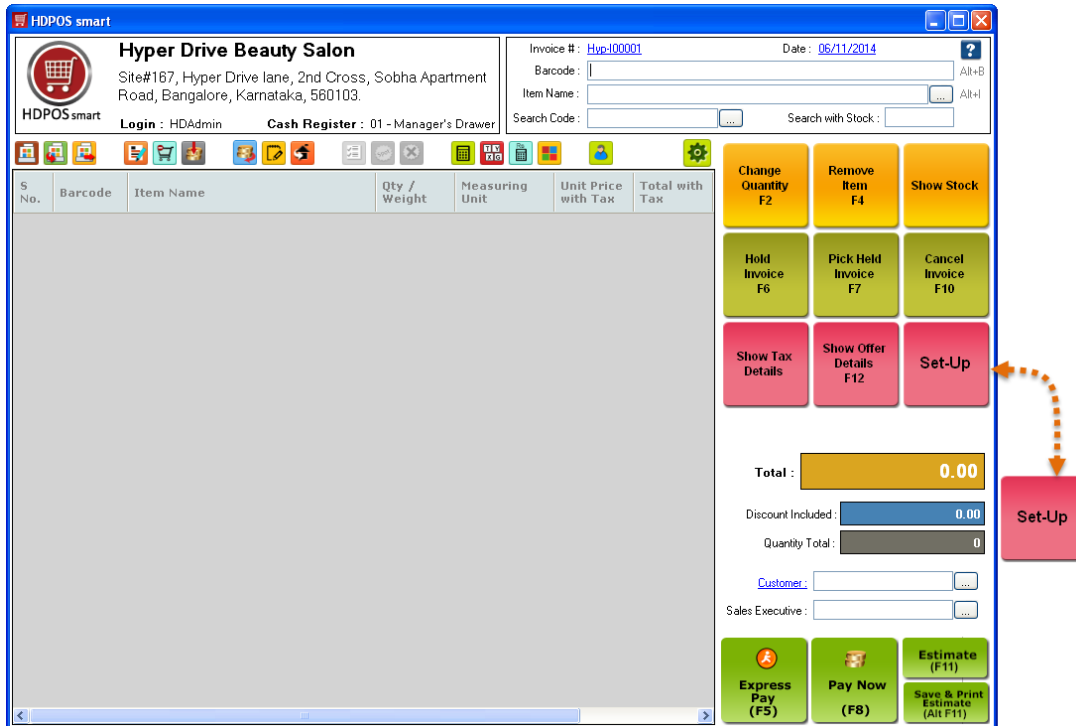 HDPOS smart
Hyper Drive Beauty Salon
Site#167, Hyper Drive lane, 2nd Cross, Sobha Apartment
Road, Bangalore, Karnataka, 560103.
HDPOS smart
Login : HDAdmin Cash Register : 01 - Manager's Drawer
Invoice # : Hyp-I00001 Date : 06/11/2014 ?
Barcode : Alt+B
Item Name : ... Alt+I
Search Code : ... Search with Stock :
S No. Barcode Item Name Qty / Weight Measuring Unit Unit Price with Tax Total with Tax
Change
Quantity
F2
Remove
Item
F4
Show Stock
Hold
Invoice
F6
Pick Held
Invoice
F7
Cancel
Invoice
F10
Show Tax
Details
Show Offer
Details
F12
Set-Up
Total : 0.00
Discount Included : 0.00
Quantity Total : 0
Set-Up
Customer : ...
Sales Executive : ...
Express
Pay
(F5)
Pay Now
(F8)
Estimate
(F11)
Save & Print
Estimate
(Alt F11)